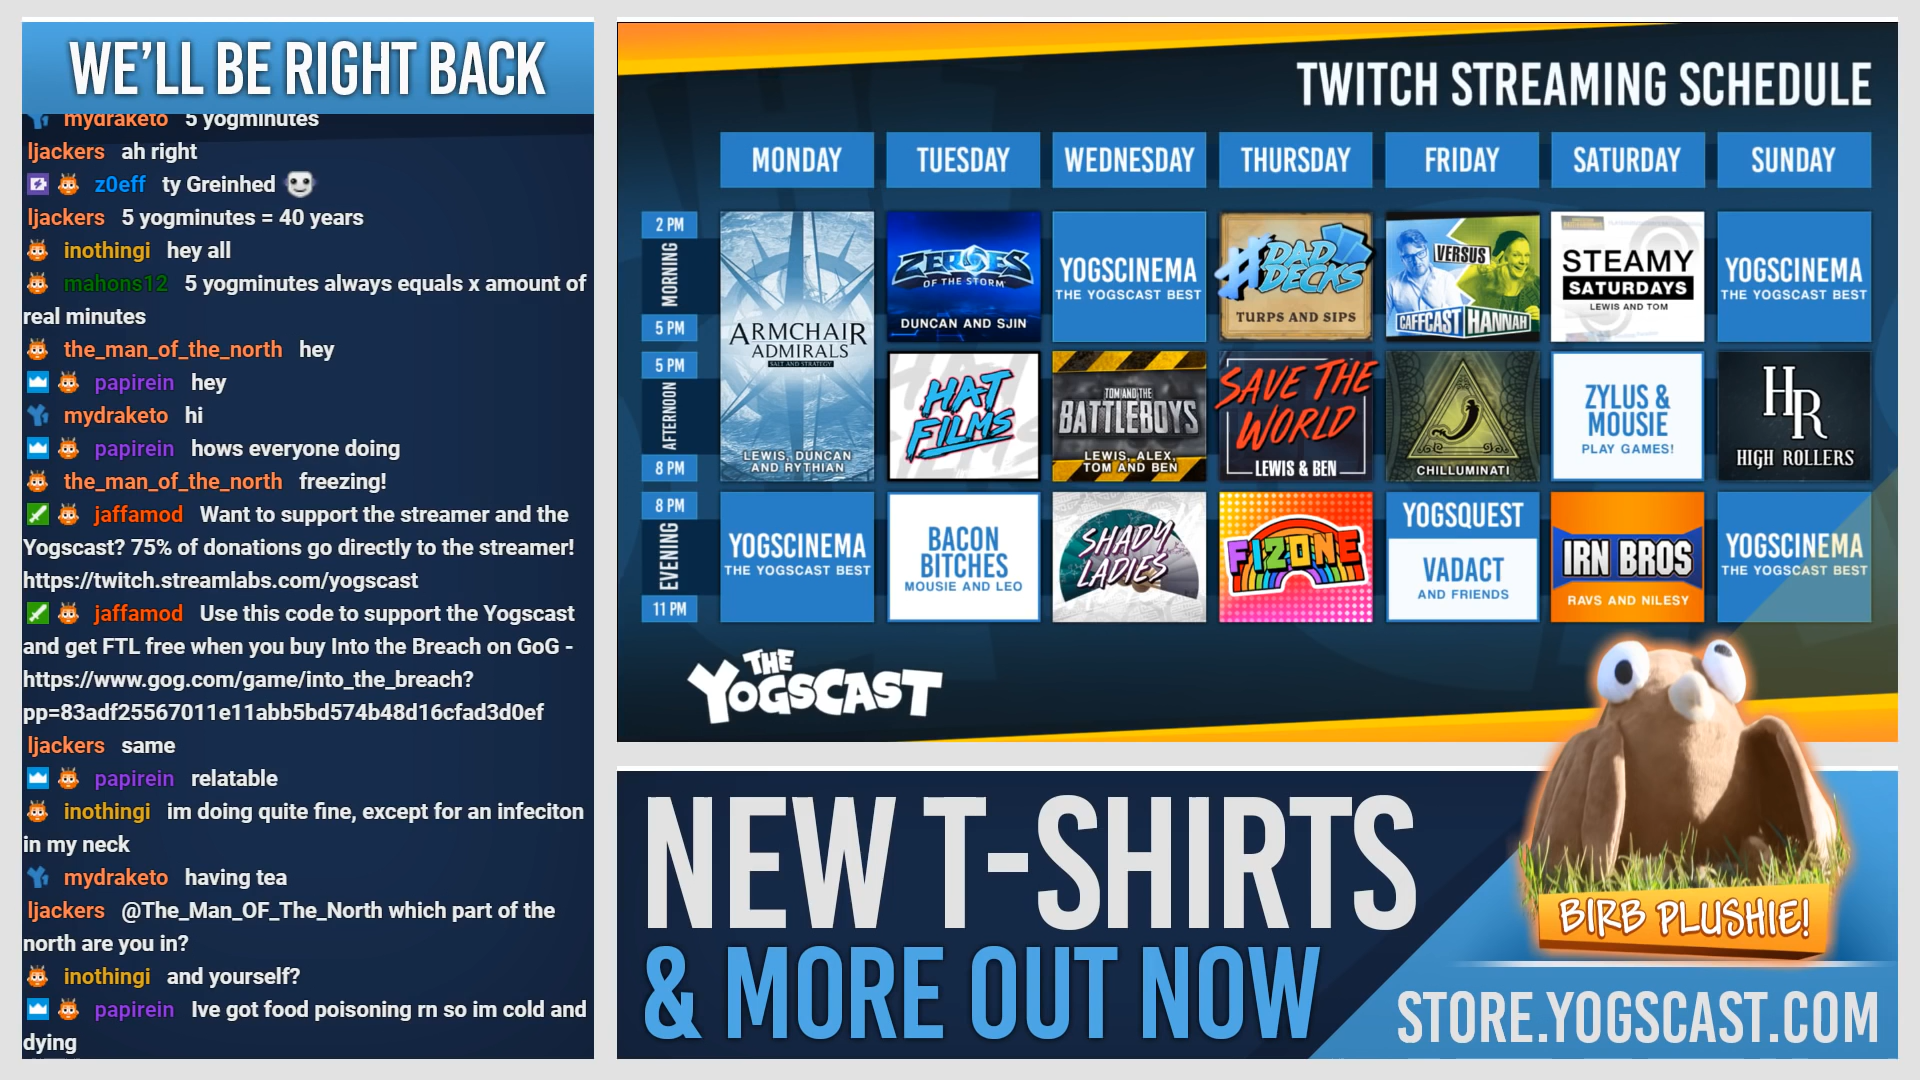 WE'LL BE RIGHT BACK
mydraketo 5 yogminutes
ljackers ah right
z0eff ty Greinhed
ljackers 5 yogminutes = 40 years
inothingi hey all
mahons12 5 yogminutes always equals x amount of
real minutes
the_man_of_the_north hey
papirein hey
mydraketo hi
papirein hows everyone doing
the_man_of_the_north freezing!
jaffamod Want to support the streamer and the
Yogscast? 75% of donations go directly to the streamer!
https://twitch.streamlabs.com/yogscast
jaffamod Use this code to support the Yogscast
and get FTL free when you buy Into the Breach on GoG -
https://www.gog.com/game/into_the_breach?
pp=83adf25567011e11abb5bd574b48d16cfad3d0ef
ljackers same
papirein relatable
inothingi im doing quite fine, except for an infeciton
in my neck
mydraketo having tea
ljackers @The_Man_OF_The_North which part of the
north are you in?
inothingi and yourself?
papirein Ive got food poisoning rn so im cold and
dying
TWITCH STREAMING SCHEDULE
MONDAY TUESDAY WEDNESDAY THURSDAY FRIDAY SATURDAY SUNDAY
2 PM
MORNING
5 PM
ARMCHAIR
ADMIRALS
SALT AND STRATEGY
LEWIS, DUNCAN
AND RYTHIAN
ZEROES
OF THE STORM
DUNCAN AND SJIN
YOGSCINEMA
THE YOGSCAST BEST
#DAD
DECKS
TURPS AND SIPS
VERSUS
CAFFCAST HANNAH
STEAMY
SATURDAYS
LEWIS AND TOM
YOGSCINEMA
THE YOGSCAST BEST
5 PM
AFTERNOON
8 PM
HAT
FILMS
TOM AND THE
BATTLEBOYS
LEWIS, ALEX,
TOM AND BEN
SAVE THE
WORLD
LEWIS & BEN
CHILLUMINATI
ZYLUS &
MOUSIE
PLAY GAMES!
HR
HIGH ROLLERS
8 PM
EVENING
11 PM
YOGSCINEMA
THE YOGSCAST BEST
BACON
BITCHES
MOUSIE AND LEO
SHADY
LADIES
FIZONE
YOGSQUEST
VADACT
AND FRIENDS
IRN BROS
RAVS AND NILESY
YOGSCINEMA
THE YOGSCAST BEST
THE
YOGSCAST
NEW T-SHIRTS
& MORE OUT NOW
BIRB PLUSHIE!
STORE.YOGSCAST.COM